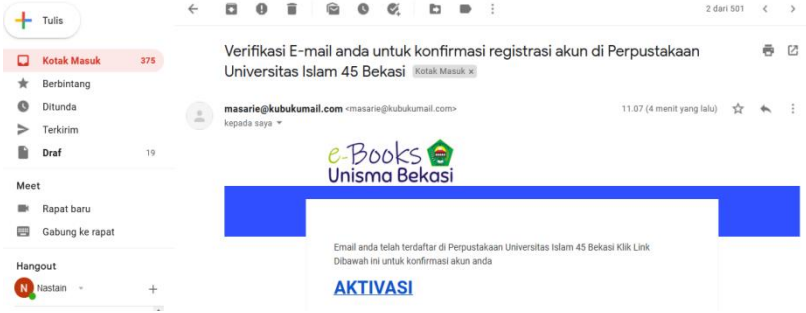 Tulis
Kotak Masuk 375
Berbintang
Ditunda
Terkirim
Draf 19
Meet
Rapat baru
Gabung ke rapat
Hangout
N Nastain
2 dari 501
Verifikasi E-mail anda untuk konfirmasi registrasi akun di Perpustakaan
Universitas Islam 45 Bekasi Kotak Masuk x
masarie@kubukumail.com <masarie@kubukumail.com> 11.07 (4 menit yang lalu)
kepada saya
e-Books
Unisma Bekasi
Email anda telah terdaftar di Perpustakaan Universitas Islam 45 Bekasi Klik Link
Dibawah ini untuk konfirmasi akun anda
AKTIVASI